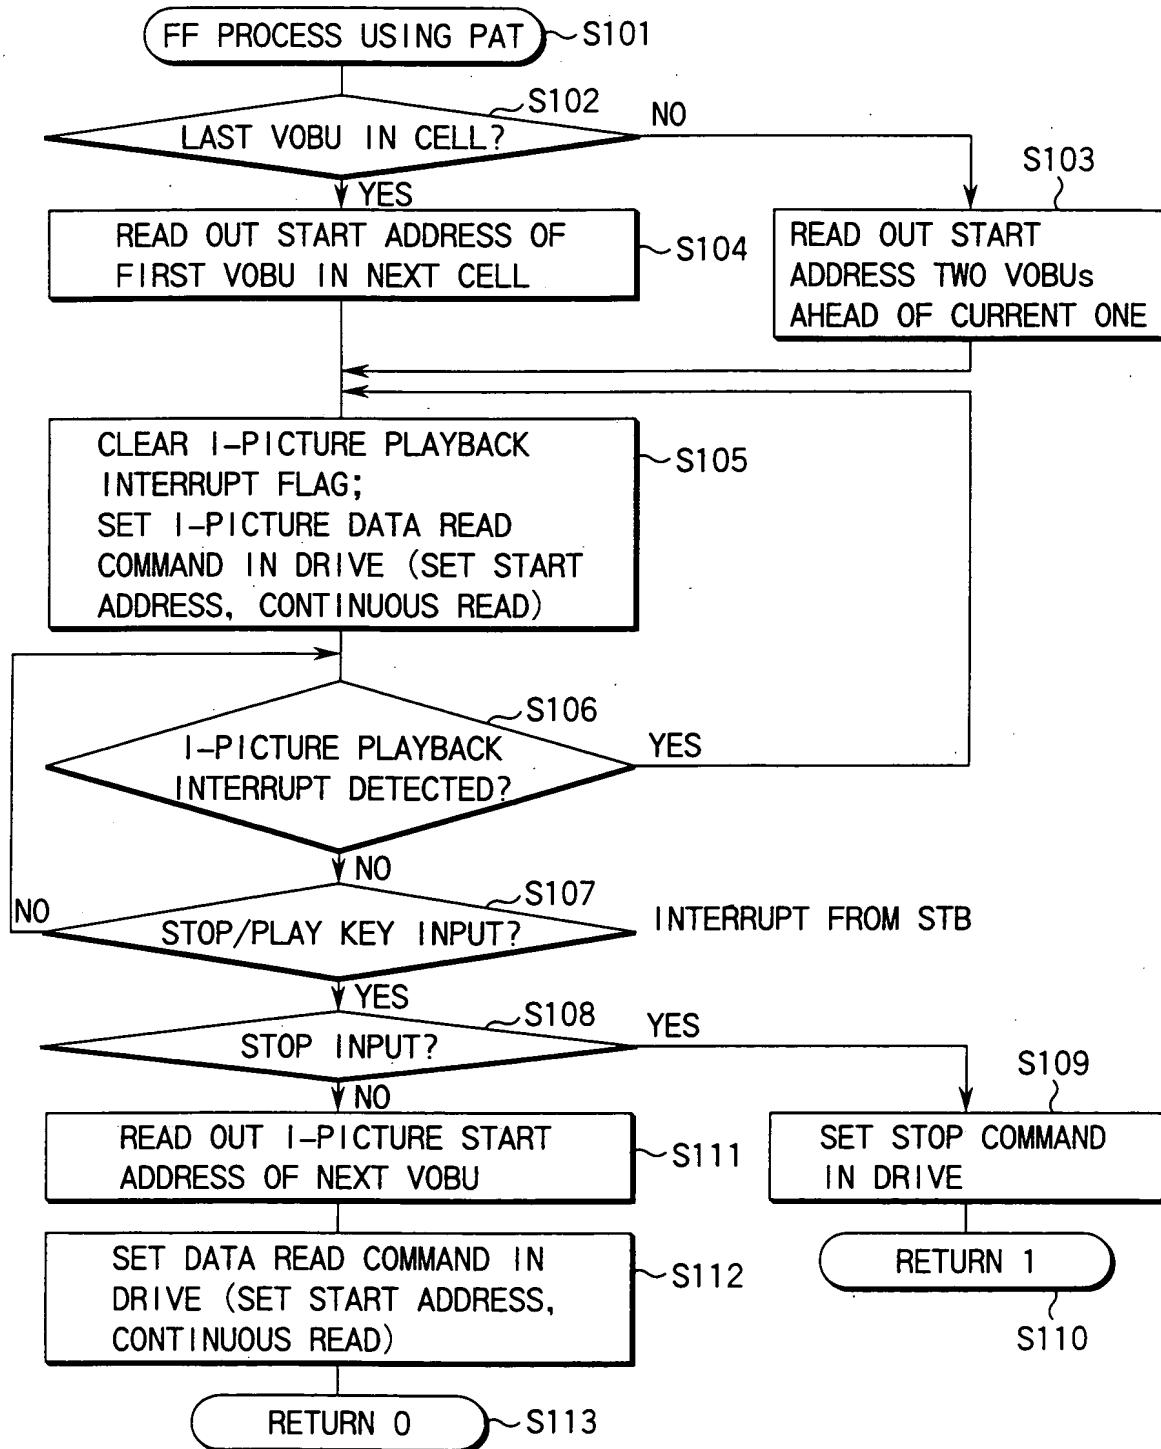 FF PROCESS USING PAT
S101
S102
LAST VOBU IN CELL?
NO
YES
S103
READ OUT START ADDRESS OF
FIRST VOBU IN NEXT CELL
S104
READ OUT START
ADDRESS TWO VOBUs
AHEAD OF CURRENT ONE
CLEAR I-PICTURE PLAYBACK
INTERRUPT FLAG;
SET I-PICTURE DATA READ
COMMAND IN DRIVE (SET START
ADDRESS, CONTINUOUS READ)
S105
S106
I-PICTURE PLAYBACK
INTERRUPT DETECTED?
YES
NO
S107
NO
STOP/PLAY KEY INPUT?
INTERRUPT FROM STB
YES
S108
STOP INPUT?
YES
NO
S109
READ OUT I-PICTURE START
ADDRESS OF NEXT VOBU
S111
SET STOP COMMAND
IN DRIVE
SET DATA READ COMMAND IN
DRIVE (SET START ADDRESS,
CONTINUOUS READ)
S112
RETURN 1
S110
RETURN 0
S113